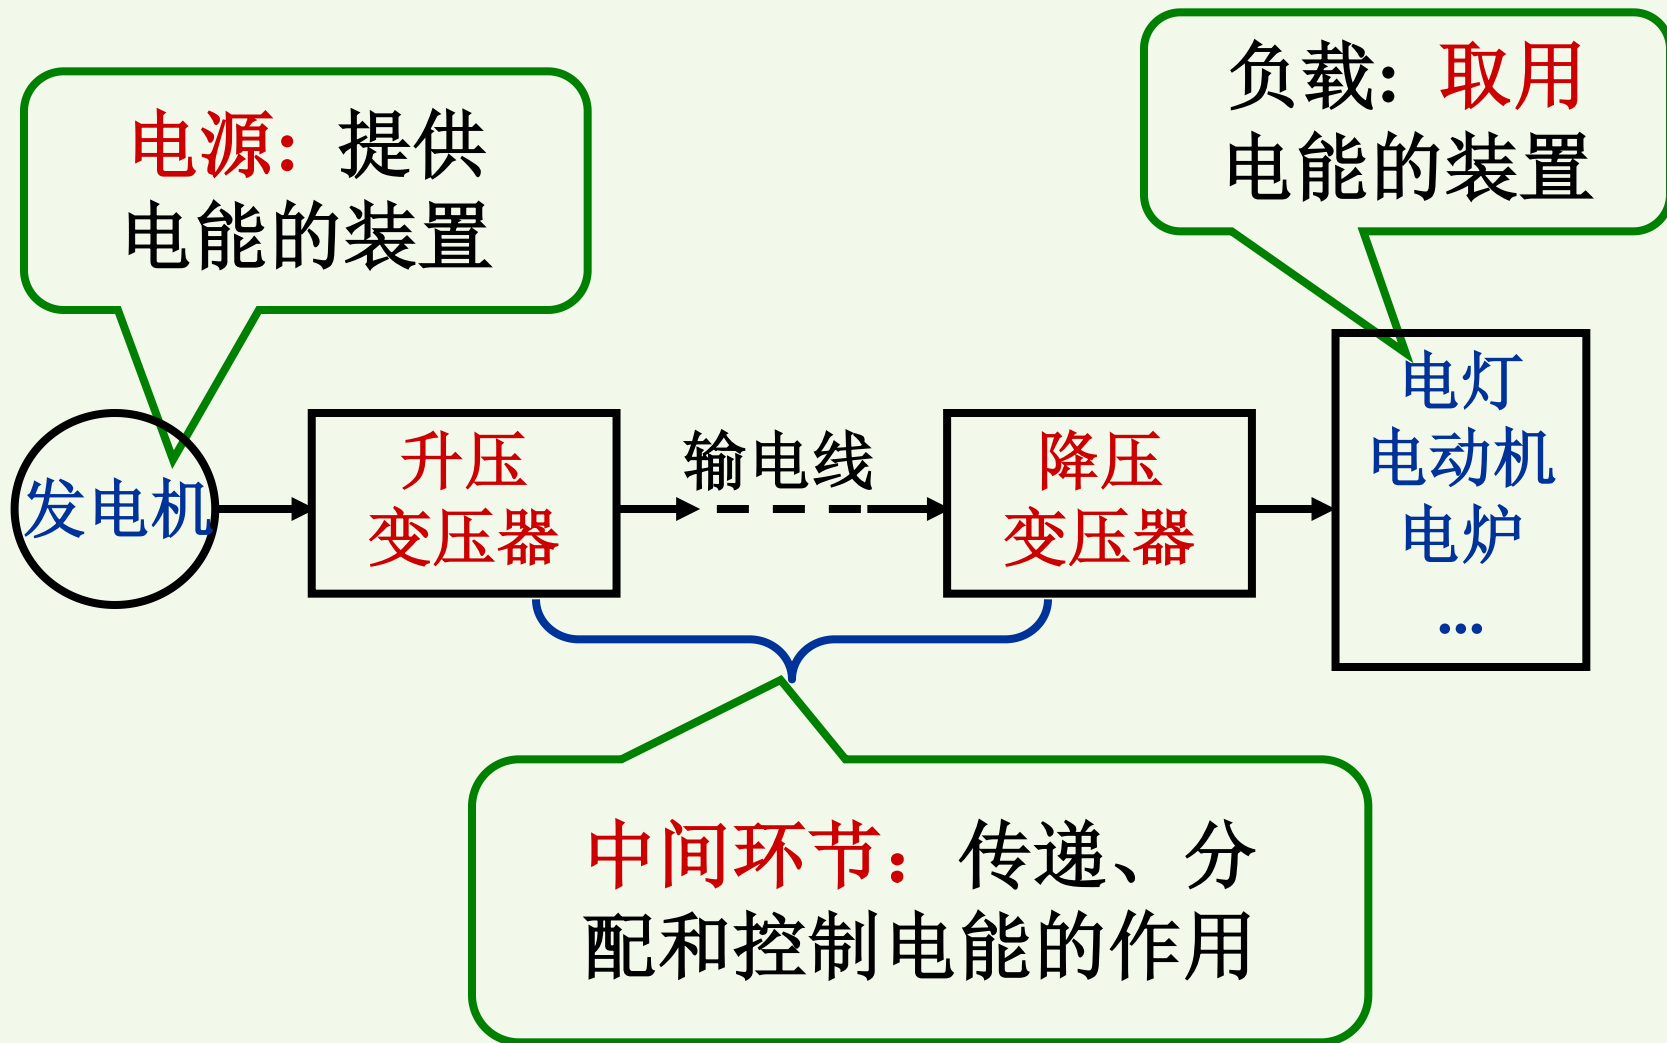 负载: 取用
电能的装置
电源: 提供
电能的装置
发电机
升压
变压器
输电线
降压
变压器
电灯
电动机
电炉
...
中间环节: 传递、分
配和控制电能的作用